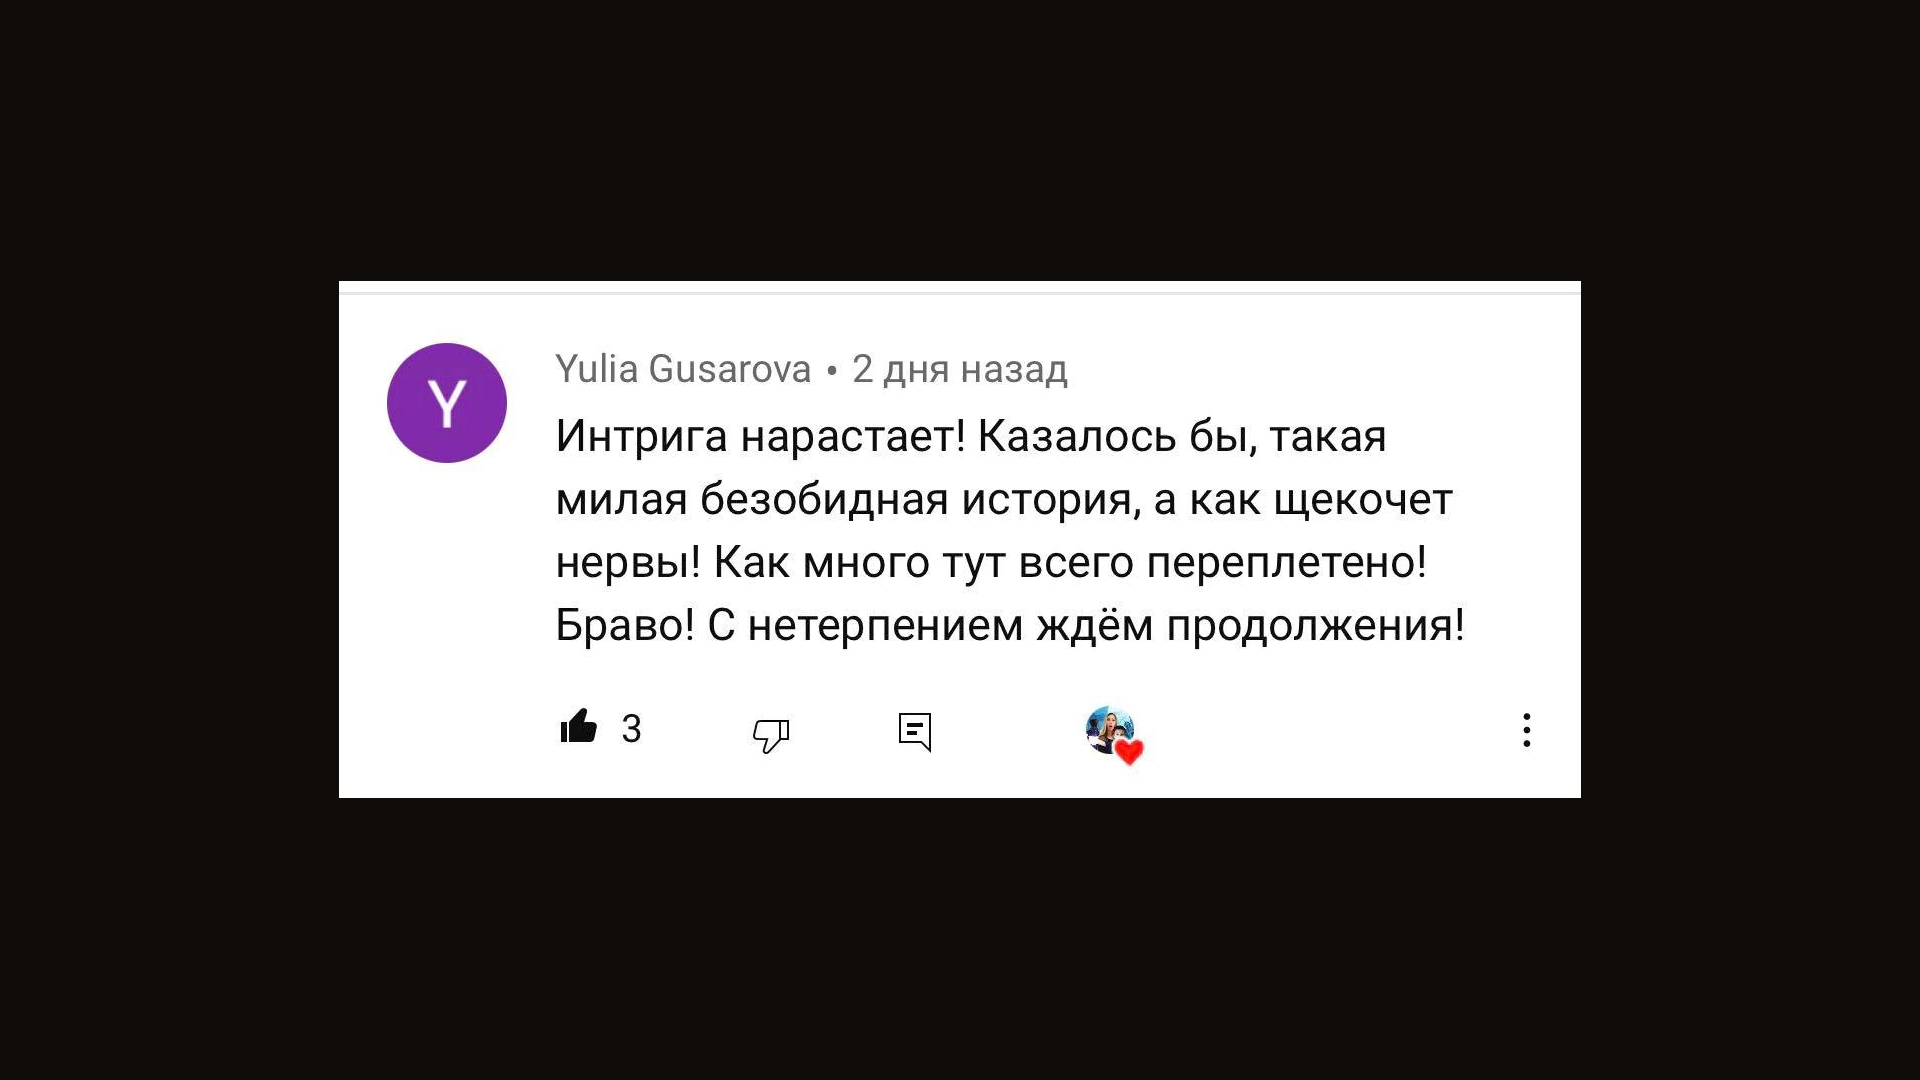 Y
Yulia Gusarova • 2 дня назад
Интрига нарастает! Казалось бы, такая
милая безобидная история, а как щекочет
нервы! Как много тут всего переплетено!
Браво! С нетерпением ждём продолжения!
3